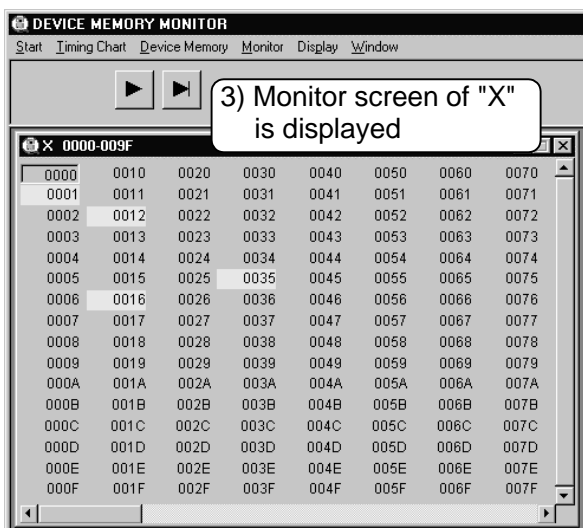 DEVICE MEMORY MONITOR
Start Timing Chart Device Memory Monitor Display Window
3) Monitor screen of "X"
is displayed
X 0000-009F
0000 0010 0020 0030 0040 0050 0060 0070
0001 0011 0021 0031 0041 0051 0061 0071
0002 0012 0022 0032 0042 0052 0062 0072
0003 0013 0023 0033 0043 0053 0063 0073
0004 0014 0024 0034 0044 0054 0064 0074
0005 0015 0025 0035 0045 0055 0065 0075
0006 0016 0026 0036 0046 0056 0066 0076
0007 0017 0027 0037 0047 0057 0067 0077
0008 0018 0028 0038 0048 0058 0068 0078
0009 0019 0029 0039 0049 0059 0069 0079
000A 001A 002A 003A 004A 005A 006A 007A
000B 001B 002B 003B 004B 005B 006B 007B
000C 001C 002C 003C 004C 005C 006C 007C
000D 001D 002D 003D 004D 005D 006D 007D
000E 001E 002E 003E 004E 005E 006E 007E
000F 001F 002F 003F 004F 005F 006F 007F